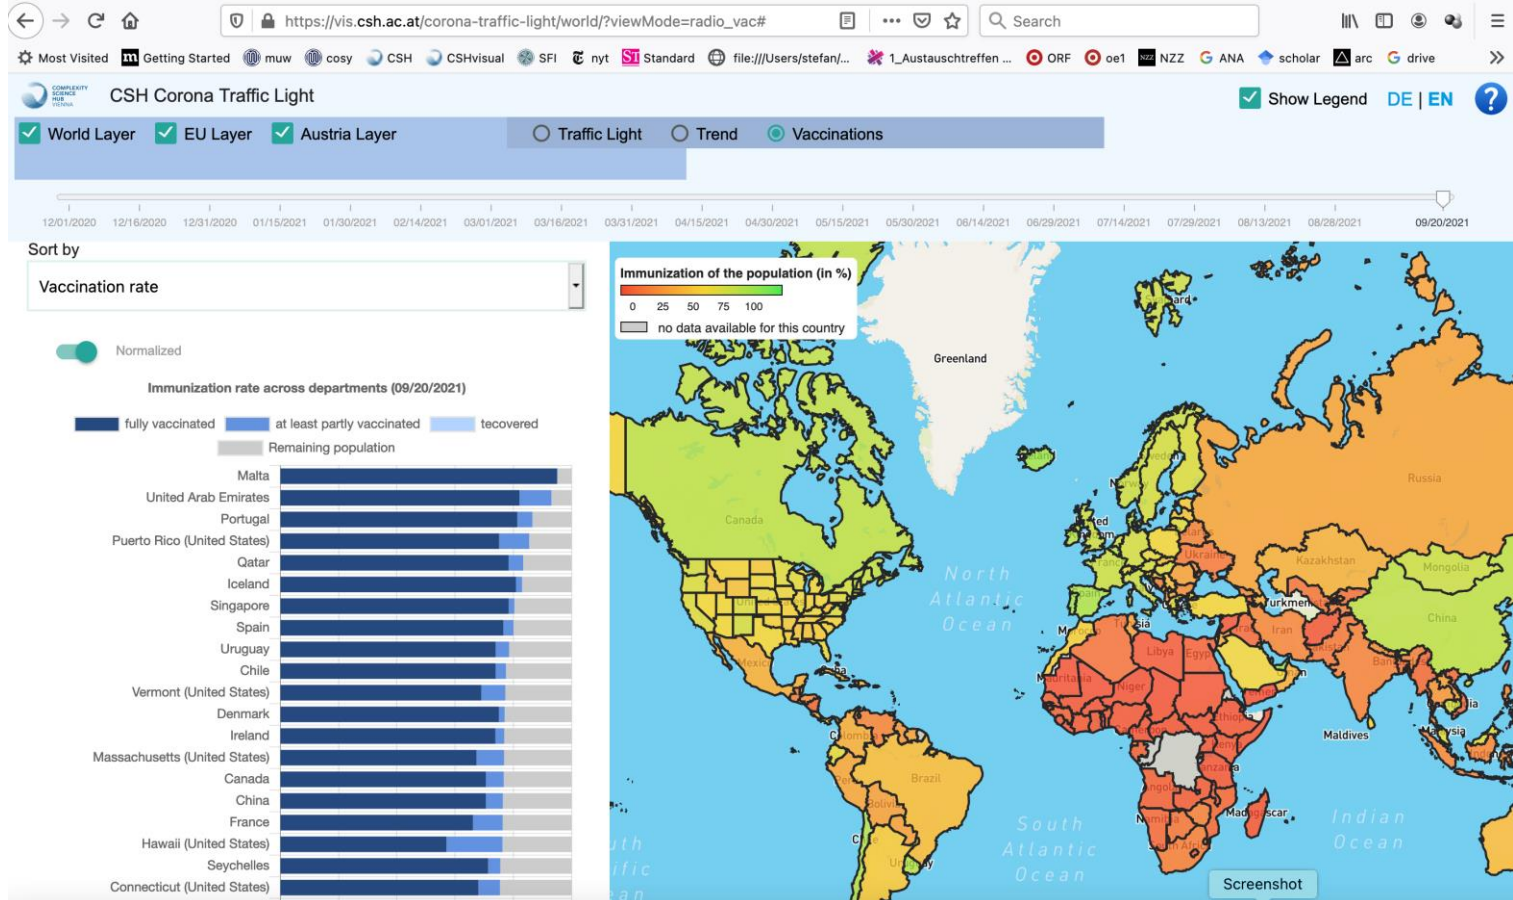 https://vis.csh.ac.at/corona-traffic-light/world/?viewMode=radio_vac#
Search
Most Visited
Getting Started
muw
cosy
CSH
CSHvisual
SFI
nyt
Standard
file:///Users/stefan/...
1_Austauschtreffen ...
ORF
oe1
NZZ
ANA
scholar
arc
drive
COMPLEXITY SCIENCE HUB VIENNA
CSH Corona Traffic Light
Show Legend
DE | EN
?
World Layer
EU Layer
Austria Layer
Traffic Light
Trend
Vaccinations
12/01/2020 12/16/2020 12/31/2020 01/15/2021 01/30/2021 02/14/2021 03/01/2021 03/16/2021 03/31/2021 04/15/2021 04/30/2021 05/15/2021 05/30/2021 06/14/2021 06/29/2021 07/14/2021 07/29/2021 08/13/2021 08/28/2021 09/20/2021
Sort by
Vaccination rate
Normalized
Immunization rate across departments (09/20/2021)
fully vaccinated
at least partly vaccinated
tecovered
Remaining population
Malta
United Arab Emirates
Portugal
Puerto Rico (United States)
Qatar
Iceland
Singapore
Spain
Uruguay
Chile
Vermont (United States)
Denmark
Ireland
Massachusetts (United States)
Canada
China
France
Hawaii (United States)
Seychelles
Connecticut (United States)
Immunization of the population (in %)
0 25 50 75 100
no data available for this country
Greenland
Canada
Russia
Kazakhstan
Mongolia
China
Ukraine
North
Atlantic
Ocean
Iran
Libya
Egypt
Niger
Mexico
Brazil
Maldives
Madagascar
South
Atlantic
Ocean
Indian
Ocean
Screenshot